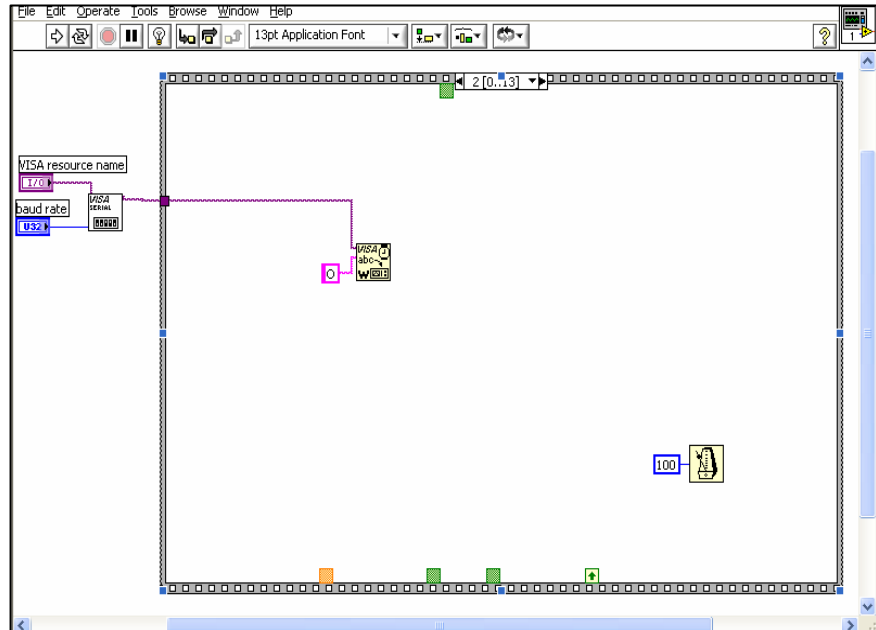 File Edit Operate Tools Browse Window Help
13pt Application Font
? 1
2 [0..13]
VISA resource name
I/O
VISA
SERIAL
baud rate
U32
VISA
abc
W
O
100